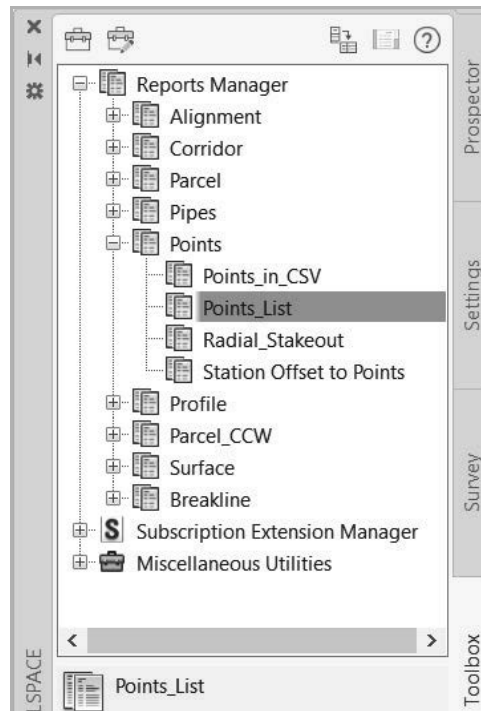 Reports Manager
Alignment
Corridor
Parcel
Pipes
Points
Points_in_CSV
Points_List
Radial_Stakeout
Station Offset to Points
Profile
Parcel_CCW
Surface
Breakline
S Subscription Extension Manager
Miscellaneous Utilities
Points_List
Prospector
Settings
Survey
Toolbox
LSPACE